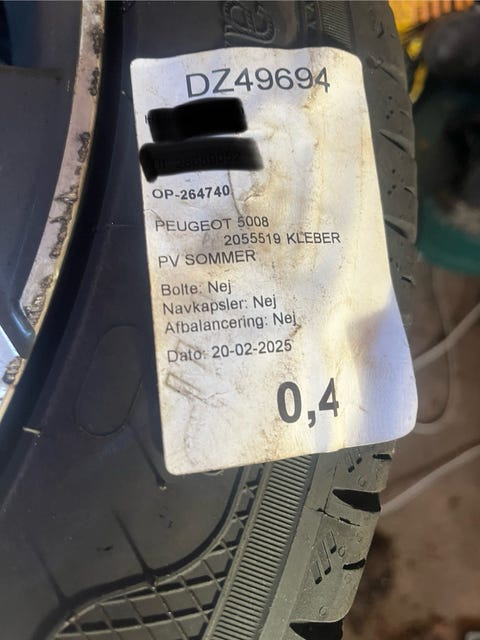 DZ49694
OP-264740
PEUGEOT 5008
2055519 KLEBER
PV SOMMER
Bolte: Nej
Navkapsler: Nej
Afbalancering: Nej
Dato: 20-02-2025
0,4